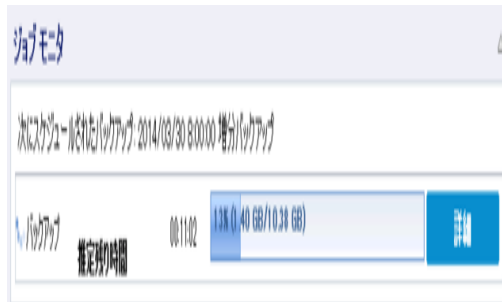 ジョブ モニタ
次にスケジュールされたバックアップ: 2014/03/30 8:00:00 増分バックアップ
バックアップ
推定残り時間
00:11:02
13% (1.40 GB/10.38 GB)
詳細